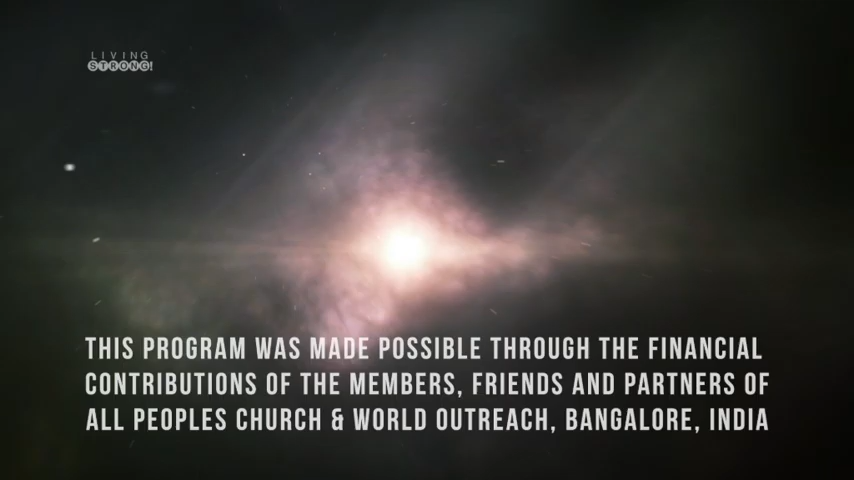 LIVING
STRONG!
THIS PROGRAM WAS MADE POSSIBLE THROUGH THE FINANCIAL
CONTRIBUTIONS OF THE MEMBERS, FRIENDS AND PARTNERS OF
ALL PEOPLES CHURCH & WORLD OUTREACH, BANGALORE, INDIA